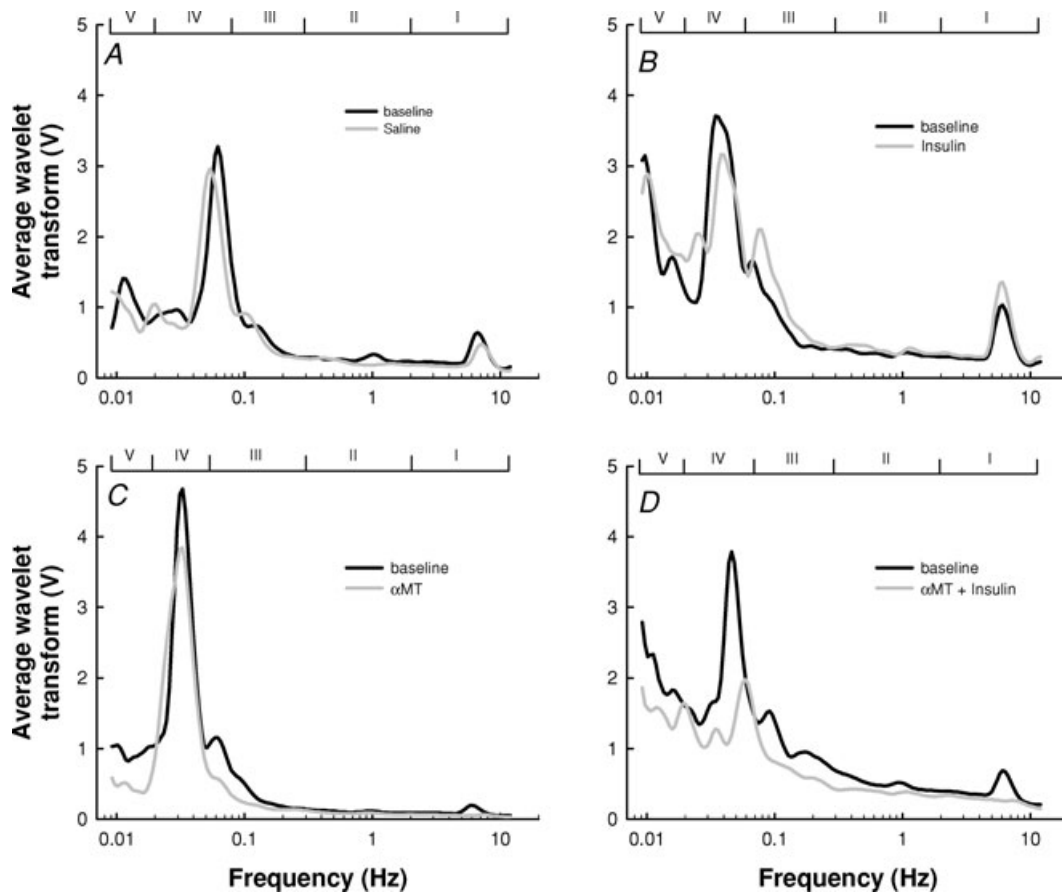 V IV III II I
A
baseline
Saline
Average wavelet
transform (V)
5
4
3
2
1
0
0.01 0.1 1 10
V IV III II I
B
baseline
Insulin
5
4
3
2
1
0
0.01 0.1 1 10
V IV III II I
C
baseline
αMT
Average wavelet
transform (V)
5
4
3
2
1
0
0.01 0.1 1 10
Frequency (Hz)
V IV III II I
D
baseline
αMT + Insulin
5
4
3
2
1
0
0.01 0.1 1 10
Frequency (Hz)